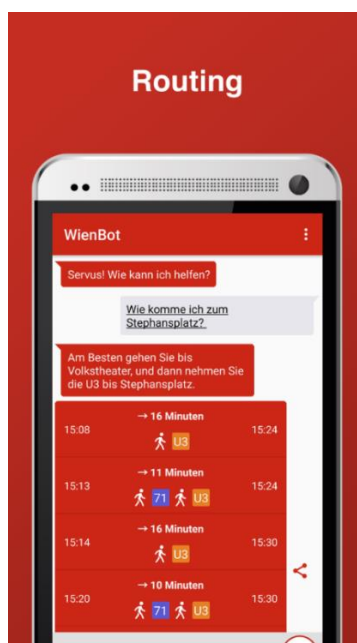 Routing
WienBot
Servus! Wie kann ich helfen?
Wie komme ich zum
Stephansplatz?
Am Besten gehen Sie bis
Volkstheater, und dann nehmen Sie
die U3 bis Stephansplatz.
→ 16 Minuten
15:08 15:24
U3
→ 11 Minuten
15:13 15:24
71 U3
→ 16 Minuten
15:14 15:30
U3
→ 10 Minuten
15:20 15:30
71 U3